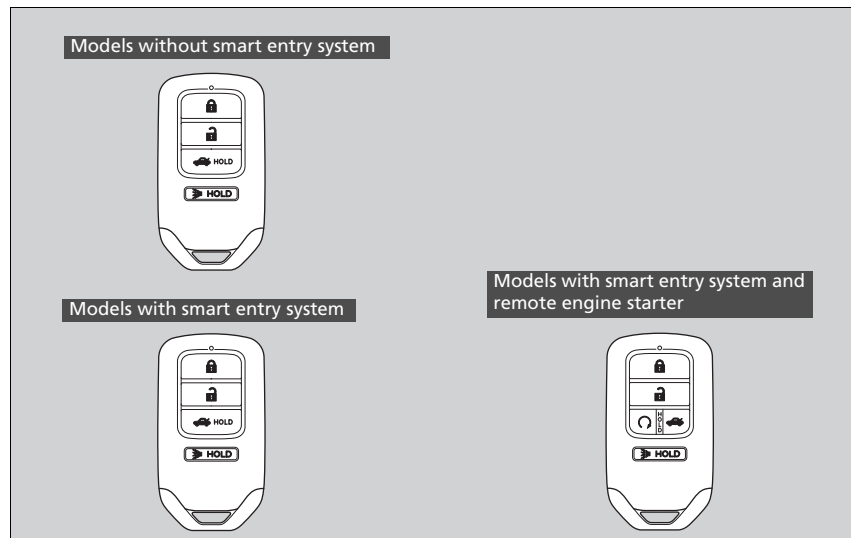 Models without smart entry system
HOLD
HOLD
Models with smart entry system
HOLD
HOLD
Models with smart entry system and
remote engine starter
HOLD
HOLD